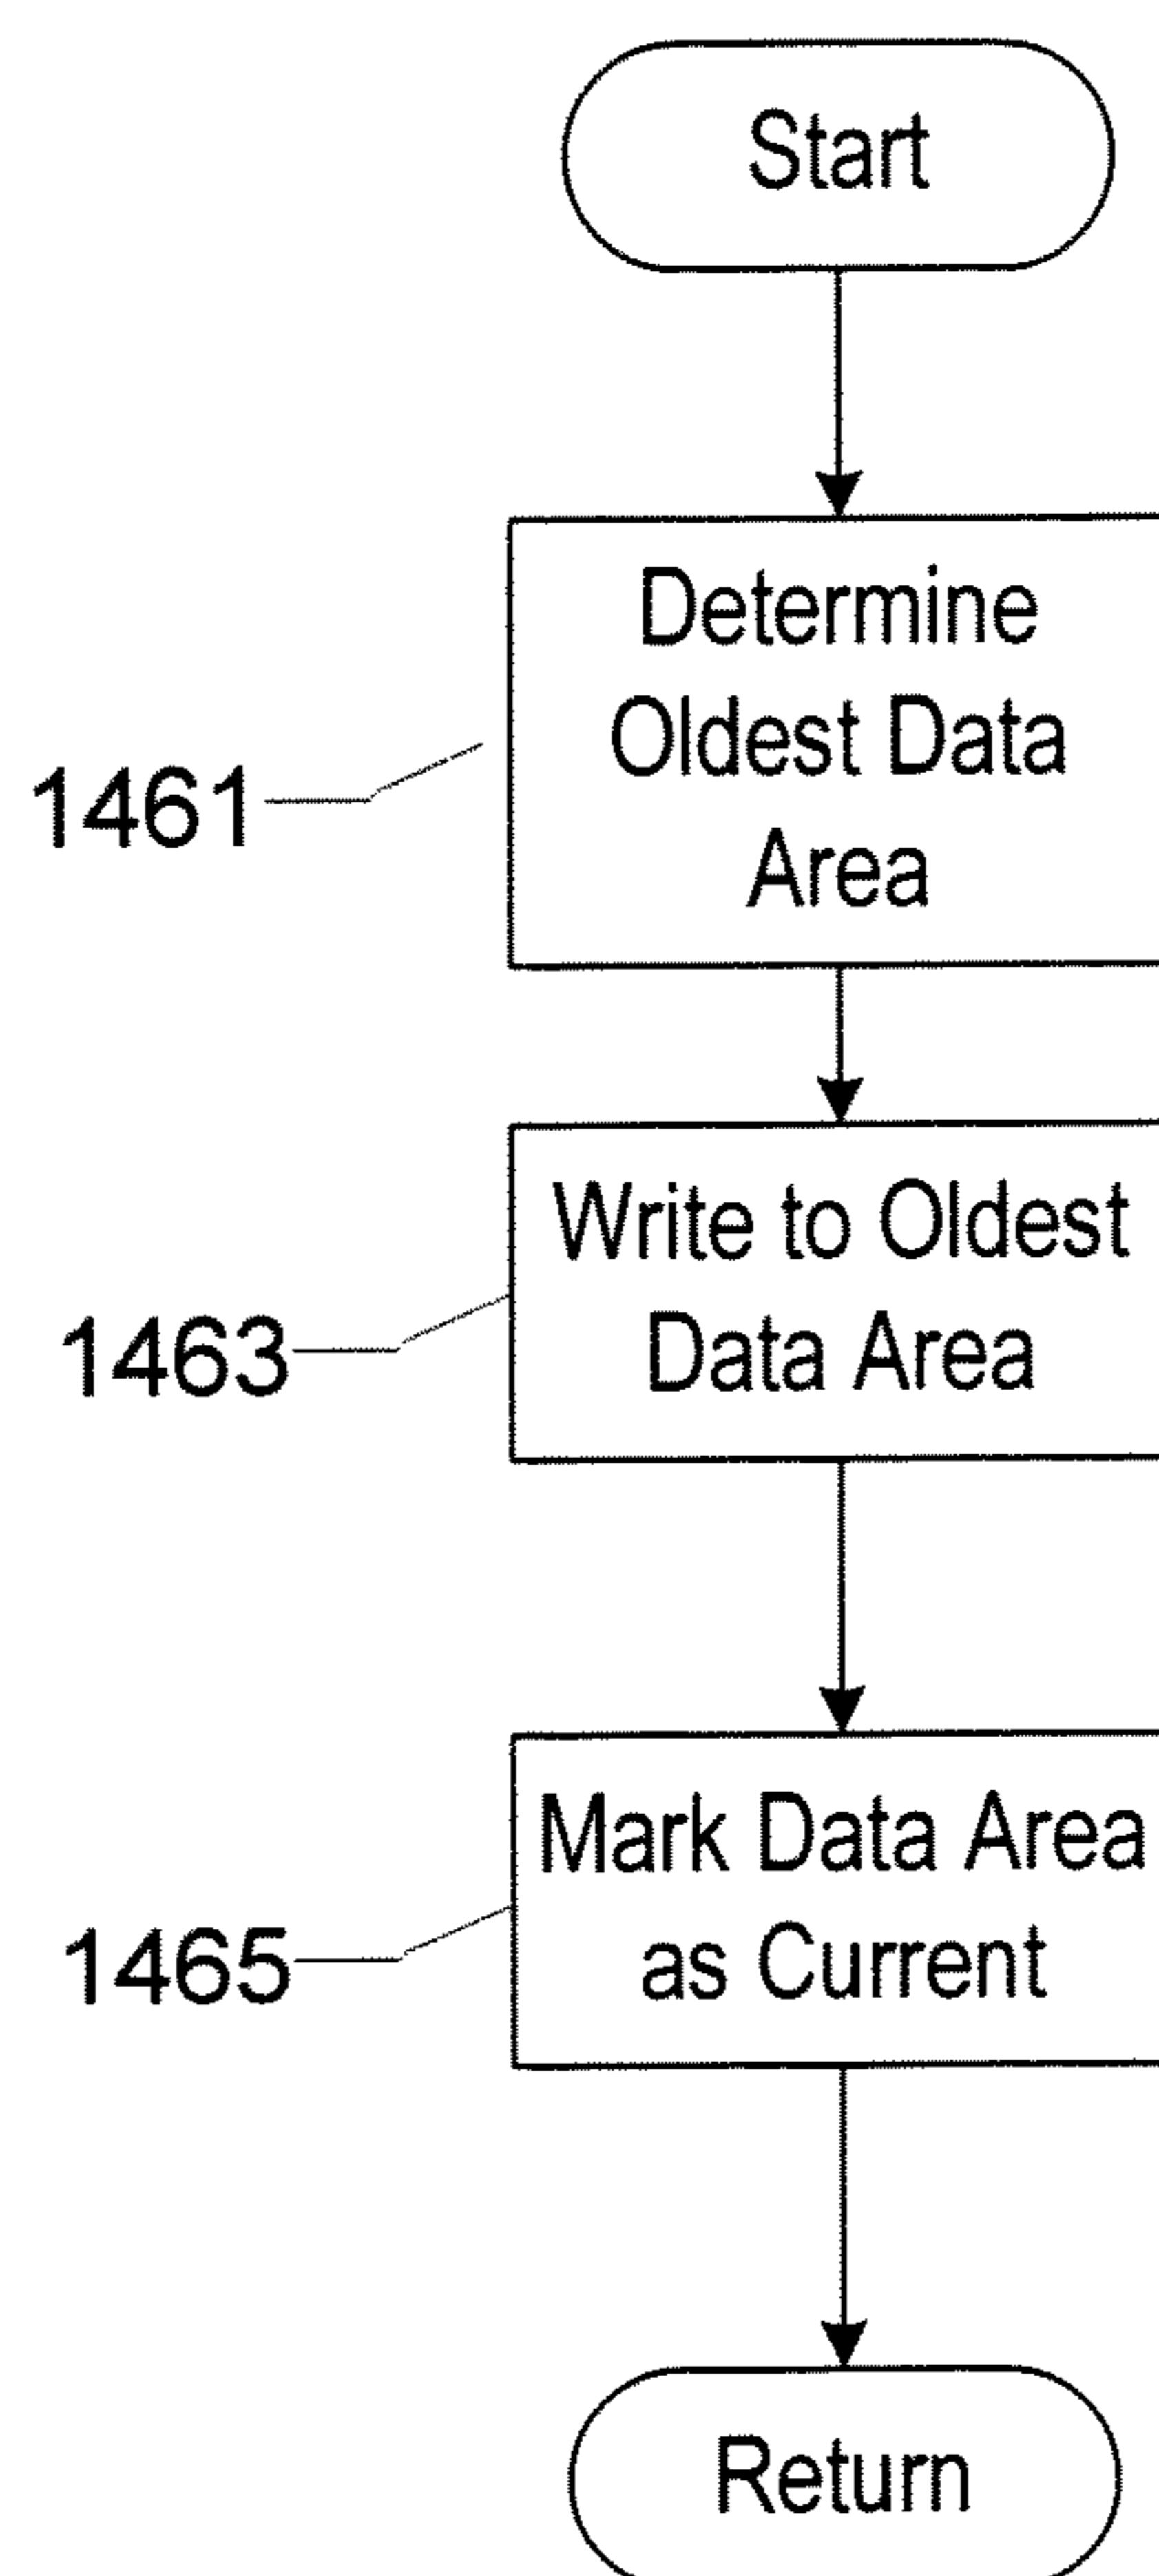 Start
Determine
Oldest Data
Area
1461
Write to Oldest
Data Area
1463
Mark Data Area
as Current
1465
Return